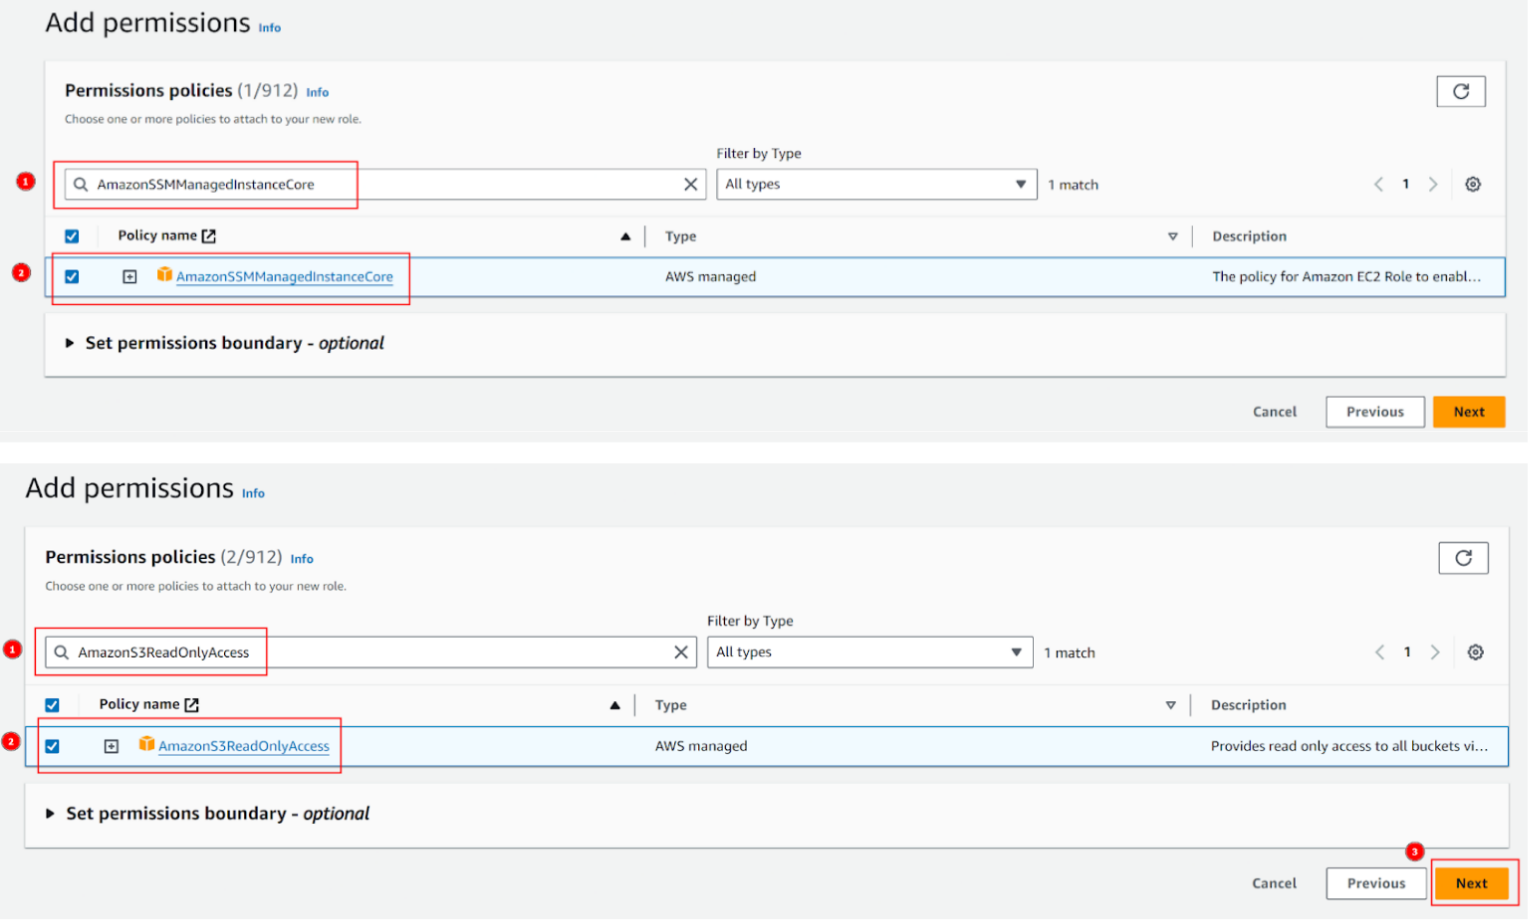 Add permissions Info
Permissions policies (1/912) Info
Choose one or more policies to attach to your new role.
Filter by Type
1
AmazonSSMManagedInstanceCore
All types
1 match
1
Policy name
Type
Description
2
AmazonSSMManagedInstanceCore
AWS managed
The policy for Amazon EC2 Role to enabl...
Set permissions boundary - optional
Cancel
Previous
Next
Add permissions Info
Permissions policies (2/912) Info
Choose one or more policies to attach to your new role.
Filter by Type
1
AmazonS3ReadOnlyAccess
All types
1 match
1
Policy name
Type
Description
2
AmazonS3ReadOnlyAccess
AWS managed
Provides read only access to all buckets vi...
Set permissions boundary - optional
3
Cancel
Previous
Next